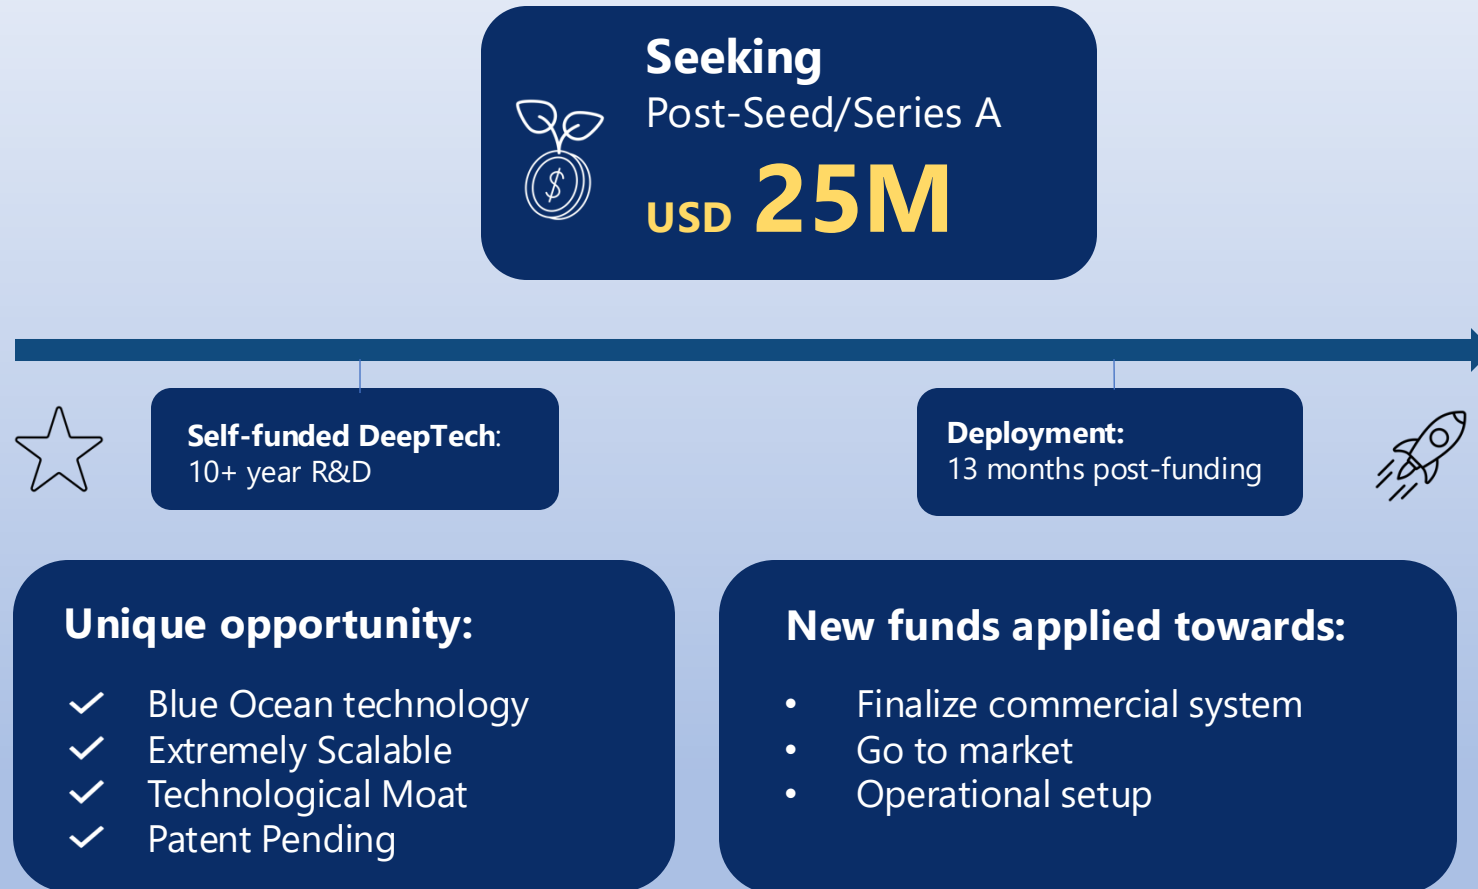 Seeking
Post-Seed/Series A
USD 25M
$
Self-funded DeepTech:
10+ year R&D
Deployment:
13 months post-funding
Unique opportunity:
✓ Blue Ocean technology
✓ Extremely Scalable
✓ Technological Moat
✓ Patent Pending
New funds applied towards:
• Finalize commercial system
• Go to market
• Operational setup